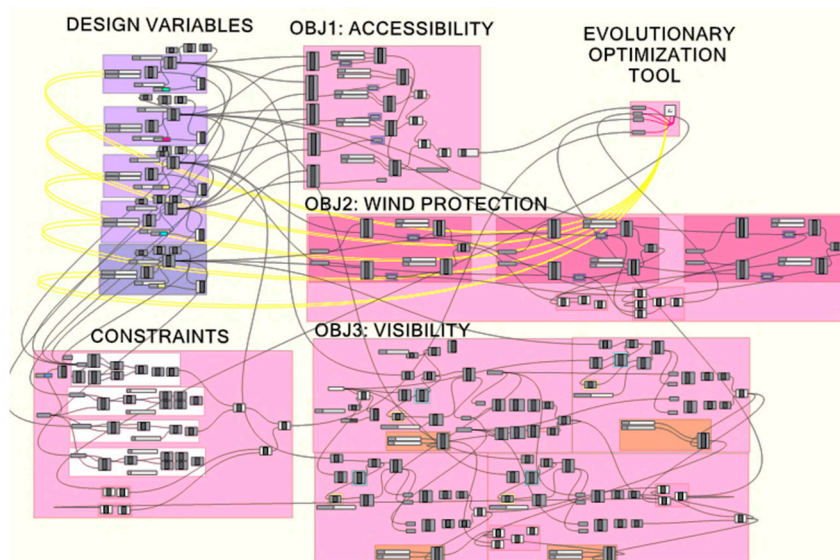 DESIGN VARIABLES
OBJ1: ACCESSIBILITY
EVOLUTIONARY
OPTIMIZATION
TOOL
OBJ2: WIND PROTECTION
CONSTRAINTS
OBJ3: VISIBILITY